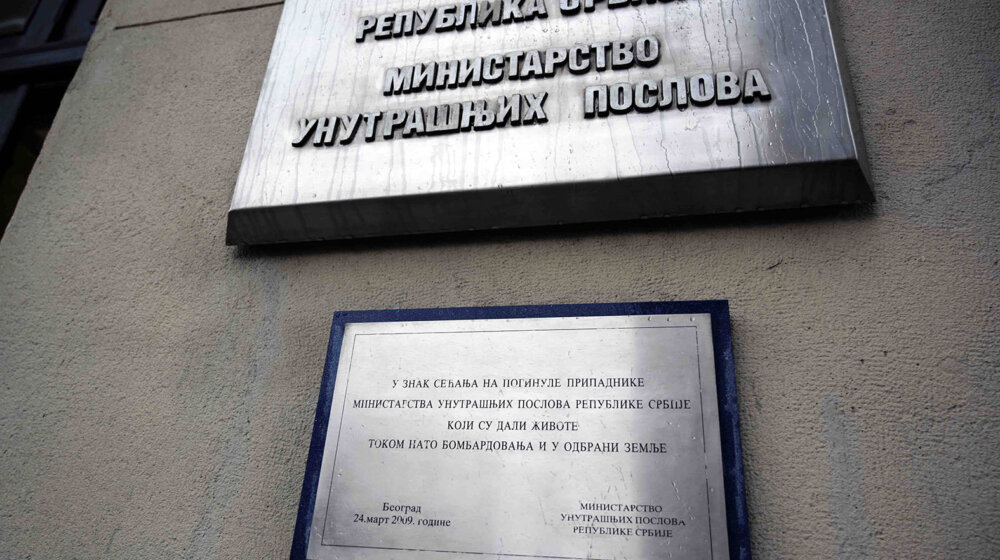 РЕПУБЛИКА
МИНИСТАРСТВО
УНУТРАШЊИХ ПОСЛОВА
У ЗНАК СЕЋАЊА НА ПОГИНУЛЕ ПРИПАДНИКЕ
МИНИСТАРСТВА УНУТРАШЊИХ ПОСЛОВА РЕПУБЛИКЕ СРБИЈЕ
КОЈИ СУ ДАЛИ ЖИВОТЕ
ТОКОМ НАТО БОМБАРДОВАЊА И У ОДБРАНИ ЗЕМЉЕ
Београд
24.март 2009. године
МИНИСТАРСТВО
УНУТРАШЊИХ ПОСЛОВА
РЕПУБЛИКЕ СРБИЈЕ